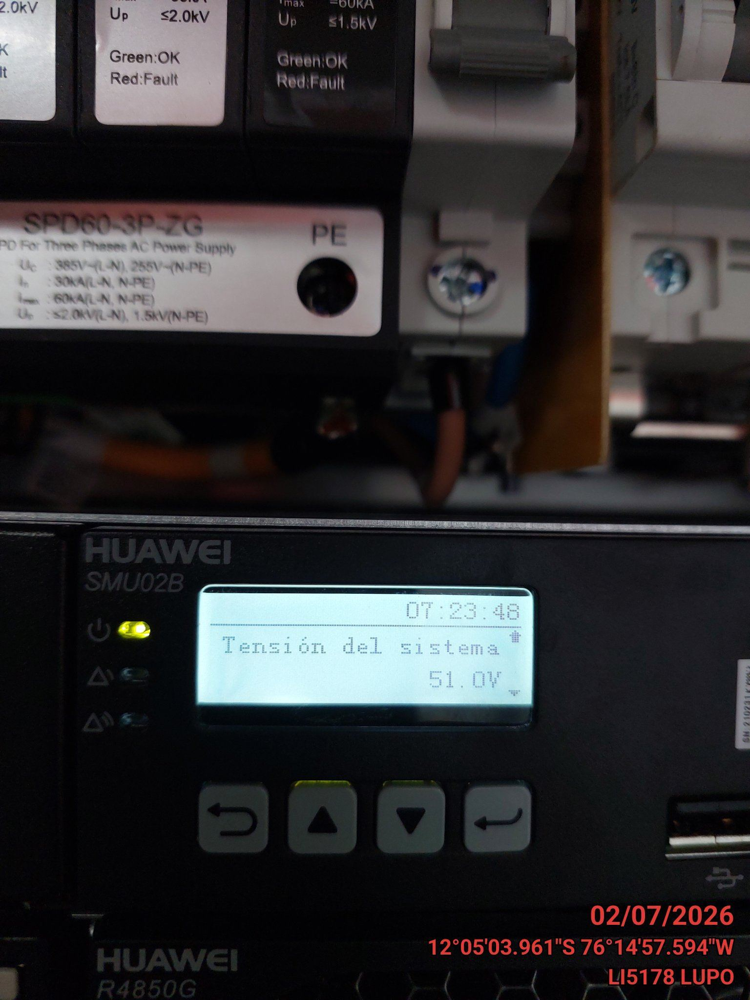 2.0kV
Up ≤2.0kV
max =60kA
Up ≤1.5kV
K
lt
Green:OK
Red:Fault
Green:OK
Red:Fault
SPD60-3P-ZG
PD For Three Phases AC Power Supply
Uc : 385V~(L-N), 255V~(N-PE)
In : 30kA(L-N, N-PE)
Imax : 60kA(L-N, N-PE)
Up : ≤2.0kV(L-N), 1.5kV(N-PE)
PE
HUAWEI
SMU02B
07:23:48
Tensión del sistema
51.0V
HUAWEI
R4850G
02/07/2026
12°05'03.961"S 76°14'57.594"W
LI5178 LUPO